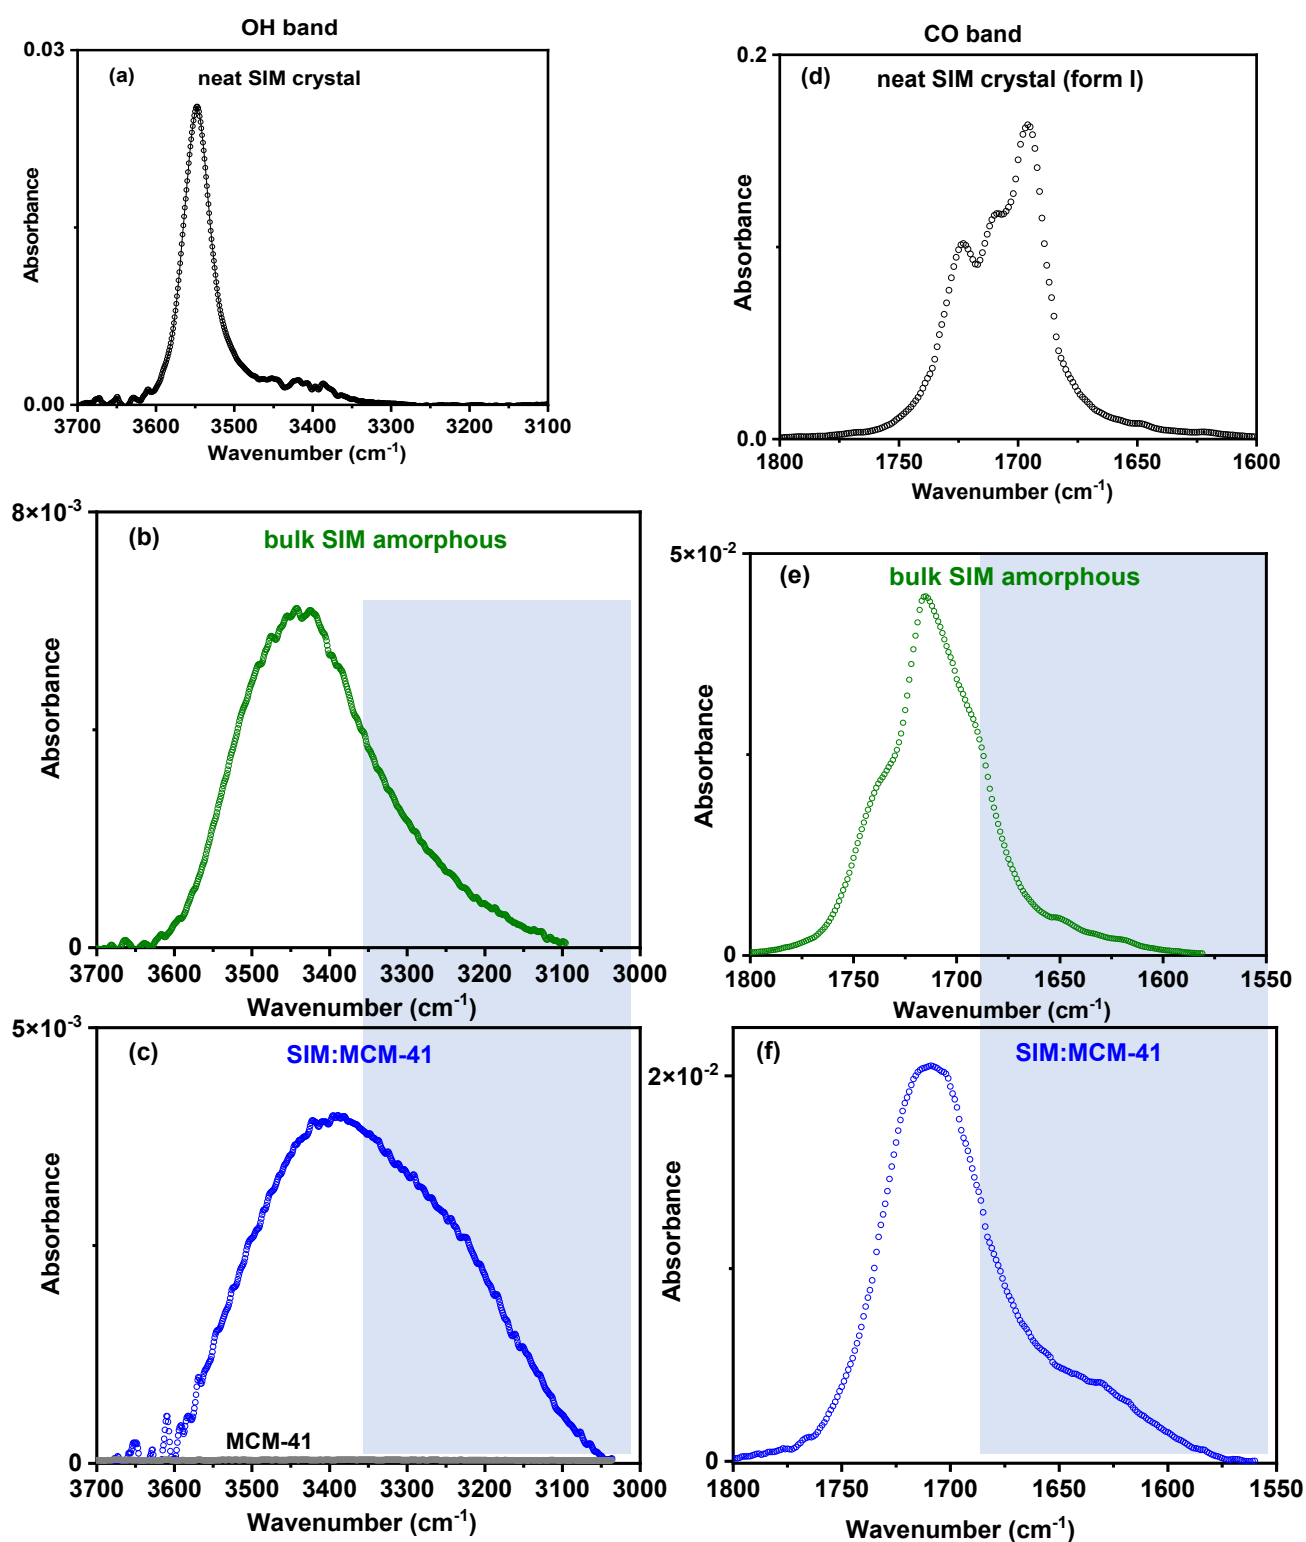 OH band
0.03
(a)
neat SIM crystal
Absorbance
0.00
3700 3600 3500 3400 3300 3200 3100
Wavenumber (cm⁻¹)
CO band
0.2
(d)
neat SIM crystal (form I)
Absorbance
0.0
1800 1750 1700 1650 1600
Wavenumber (cm⁻¹)
8×10⁻³
(b)
bulk SIM amorphous
Absorbance
0
3700 3600 3500 3400 3300 3200 3100 3000
Wavenumber (cm⁻¹)
5×10⁻²
(e)
bulk SIM amorphous
Absorbance
0
1800 1750 1700 1650 1600 1550
Wavenumber (cm⁻¹)
5×10⁻³
(c)
SIM:MCM-41
Absorbance
MCM-41
0
3700 3600 3500 3400 3300 3200 3100 3000
Wavenumber (cm⁻¹)
(f)
SIM:MCM-41
2×10⁻²
Absorbance
0
1800 1750 1700 1650 1600 1550
Wavenumber (cm⁻¹)